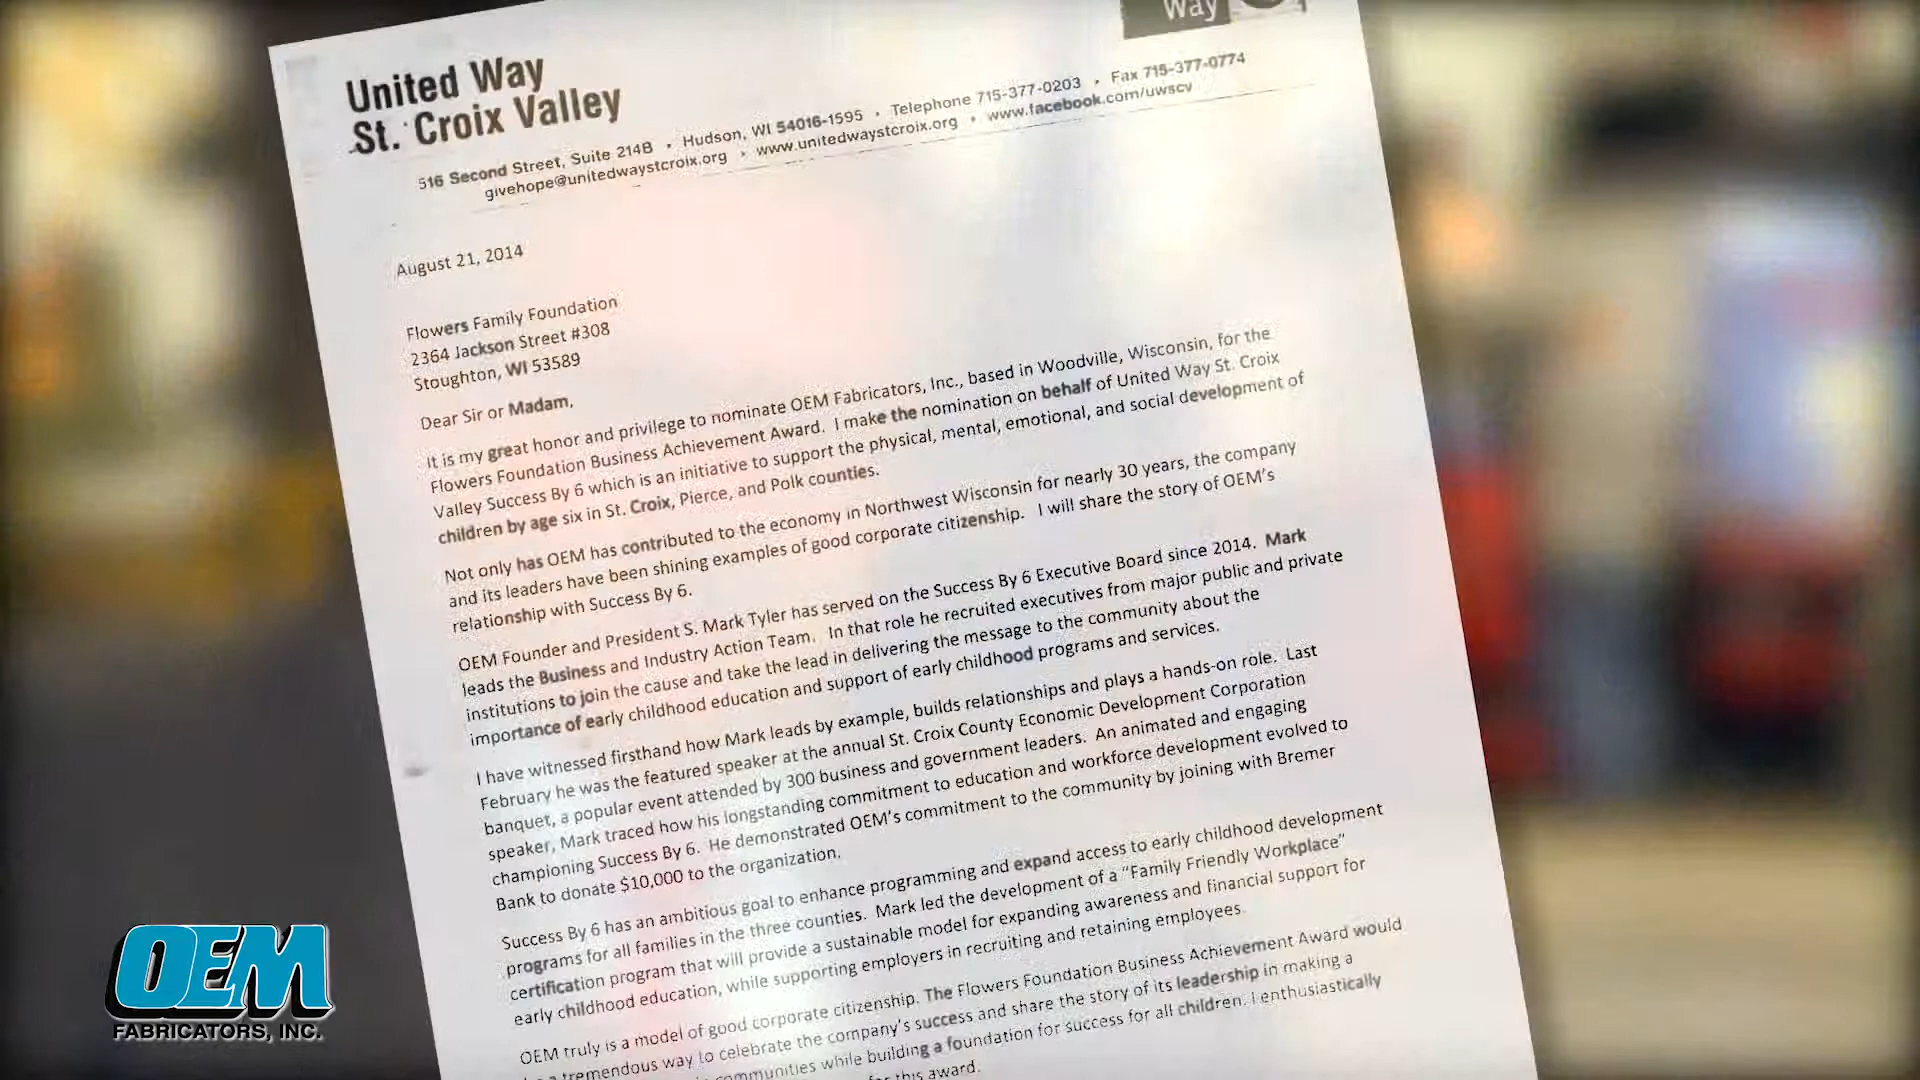 Way
United Way
St. Croix Valley
516 Second Street, Suite 214B • Hudson, WI 54016-1595 • Telephone 715-377-0203 • Fax 715-377-0774
givehope@unitedwaystcroix.org • www.unitedwaystcroix.org • www.facebook.com/uwscv
August 21, 2014
Flowers Family Foundation
2364 Jackson Street #308
Stoughton, WI 53589
Dear Sir or Madam,
It is my great honor and privilege to nominate OEM Fabricators, Inc., based in Woodville, Wisconsin, for the
Flowers Foundation Business Achievement Award. I make the nomination on behalf of United Way St. Croix
Valley Success By 6 which is an initiative to support the physical, mental, emotional, and social development of
children by age six in St. Croix, Pierce, and Polk counties.
Not only has OEM has contributed to the economy in Northwest Wisconsin for nearly 30 years, the company
and its leaders have been shining examples of good corporate citizenship. I will share the story of OEM's
relationship with Success By 6.
OEM Founder and President S. Mark Tyler has served on the Success By 6 Executive Board since 2014. Mark
leads the Business and Industry Action Team. In that role he recruited executives from major public and private
institutions to join the cause and take the lead in delivering the message to the community about the
importance of early childhood education and support of early childhood programs and services.
I have witnessed firsthand how Mark leads by example, builds relationships and plays a hands-on role. Last
February he was the featured speaker at the annual St. Croix County Economic Development Corporation
banquet, a popular event attended by 300 business and government leaders. An animated and engaging
speaker, Mark traced how his longstanding commitment to education and workforce development evolved to
championing Success By 6. He demonstrated OEM's commitment to the community by joining with Bremer
Bank to donate $10,000 to the organization.
Success By 6 has an ambitious goal to enhance programming and expand access to early childhood development
programs for all families in the three counties. Mark led the development of a "Family Friendly Workplace"
certification program that will provide a sustainable model for expanding awareness and financial support for
early childhood education, while supporting employers in recruiting and retaining employees.
OEM truly is a model of good corporate citizenship. The Flowers Foundation Business Achievement Award would
tremendous way to celebrate the company's success and share the story of its leadership in making a
communities while building a foundation for success for all children. I enthusiastically
for this award.
OEM
FABRICATORS, INC.